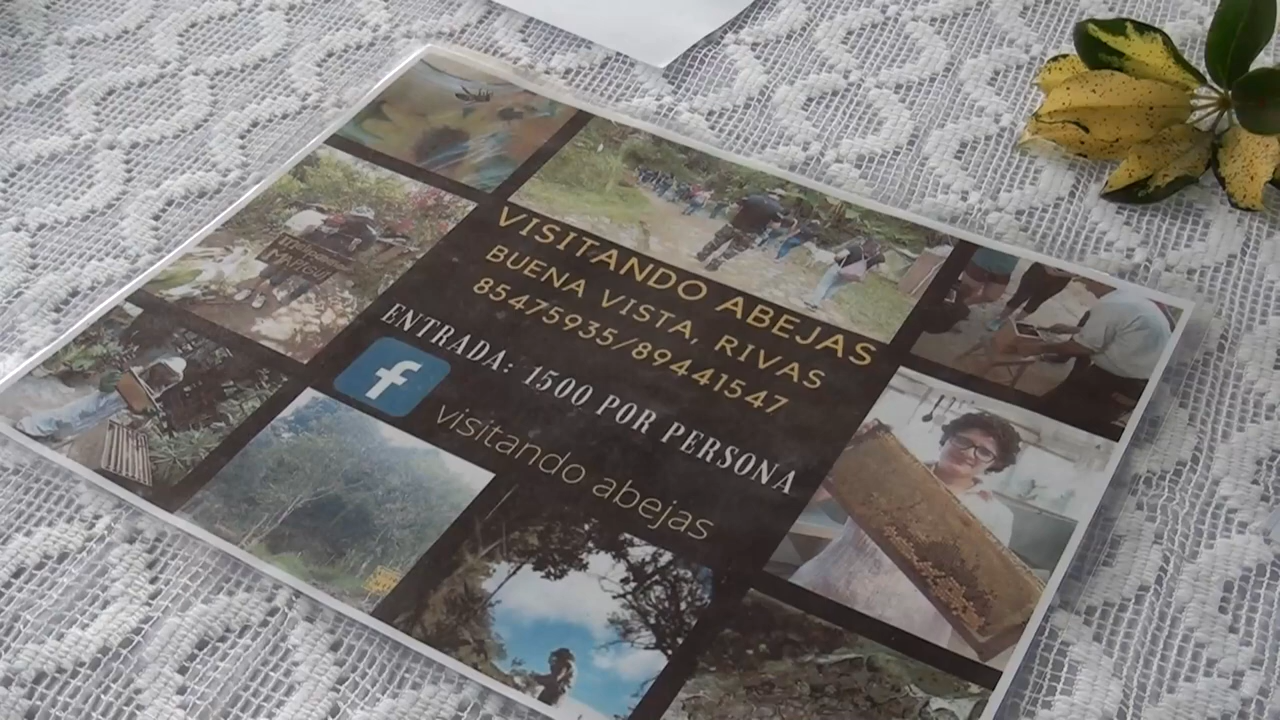 VISITANDO ABEJAS
BUENA VISTA, RIVAS
85475935/89441547
ENTRADA: 1500 POR PERSONA
f
visitando abejas